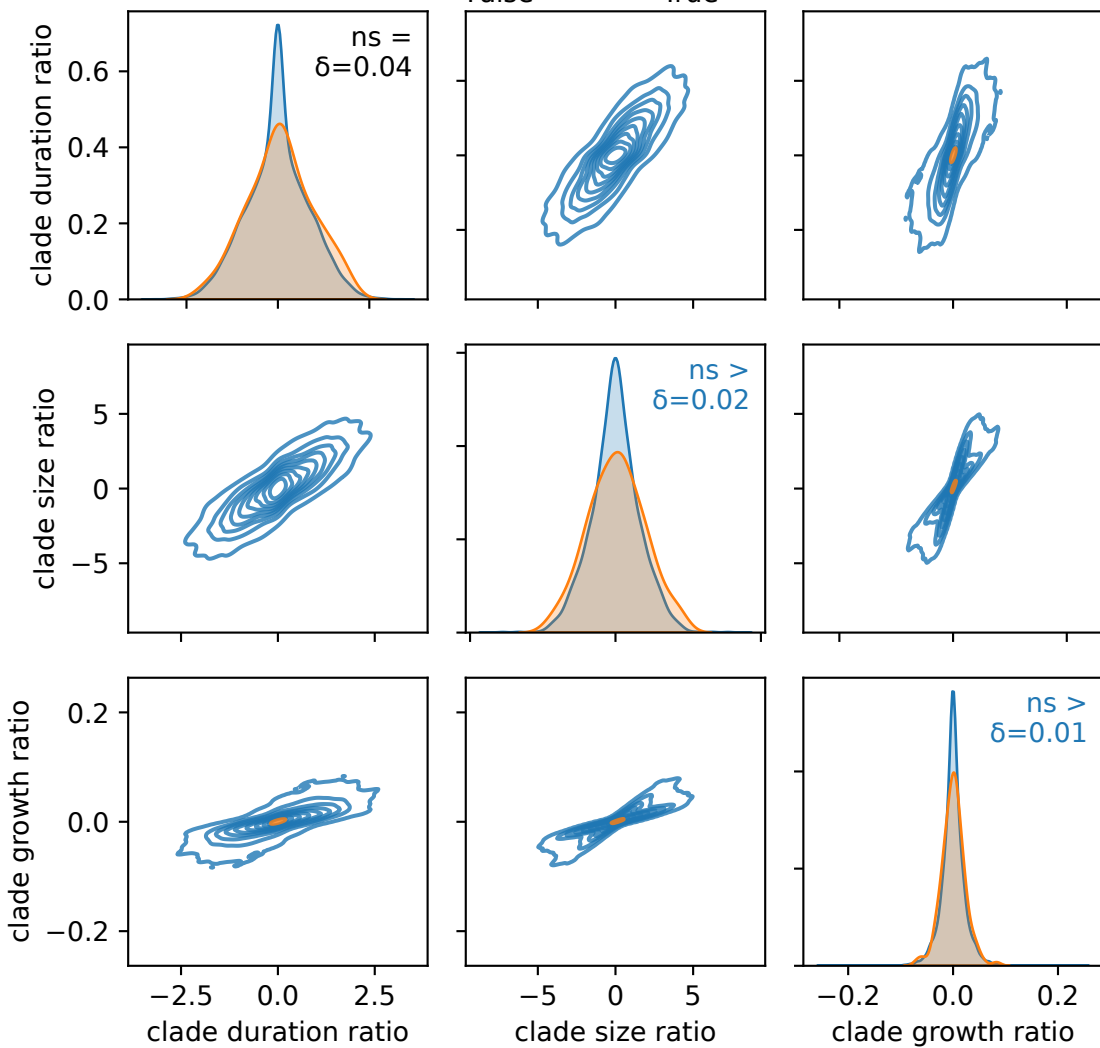 clade duration ratio
0.6
0.4
0.2
0.0
ns =
δ=0.04
clade size ratio
5
0
−5
ns >
δ=0.02
clade growth ratio
0.2
0.0
−0.2
ns >
δ=0.01
−2.5 0.0 2.5
−5 0 5
−0.2 0.0 0.2
clade duration ratio
clade size ratio
clade growth ratio